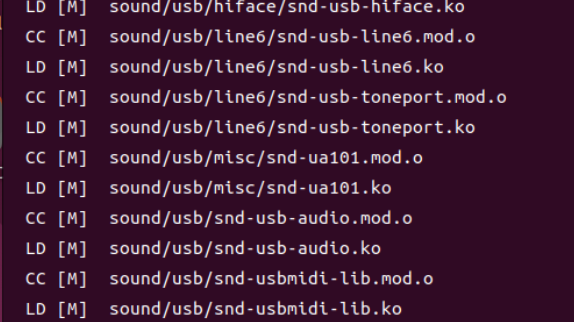 LD [M] sound/usb/hiface/snd-usb-hiface.ko
CC [M] sound/usb/line6/snd-usb-line6.mod.o
LD [M] sound/usb/line6/snd-usb-line6.ko
CC [M] sound/usb/line6/snd-usb-toneport.mod.o
LD [M] sound/usb/line6/snd-usb-toneport.ko
CC [M] sound/usb/misc/snd-ua101.mod.o
LD [M] sound/usb/misc/snd-ua101.ko
CC [M] sound/usb/snd-usb-audio.mod.o
LD [M] sound/usb/snd-usb-audio.ko
CC [M] sound/usb/snd-usbmidi-lib.mod.o
LD [M] sound/usb/snd-usbmidi-lib.ko